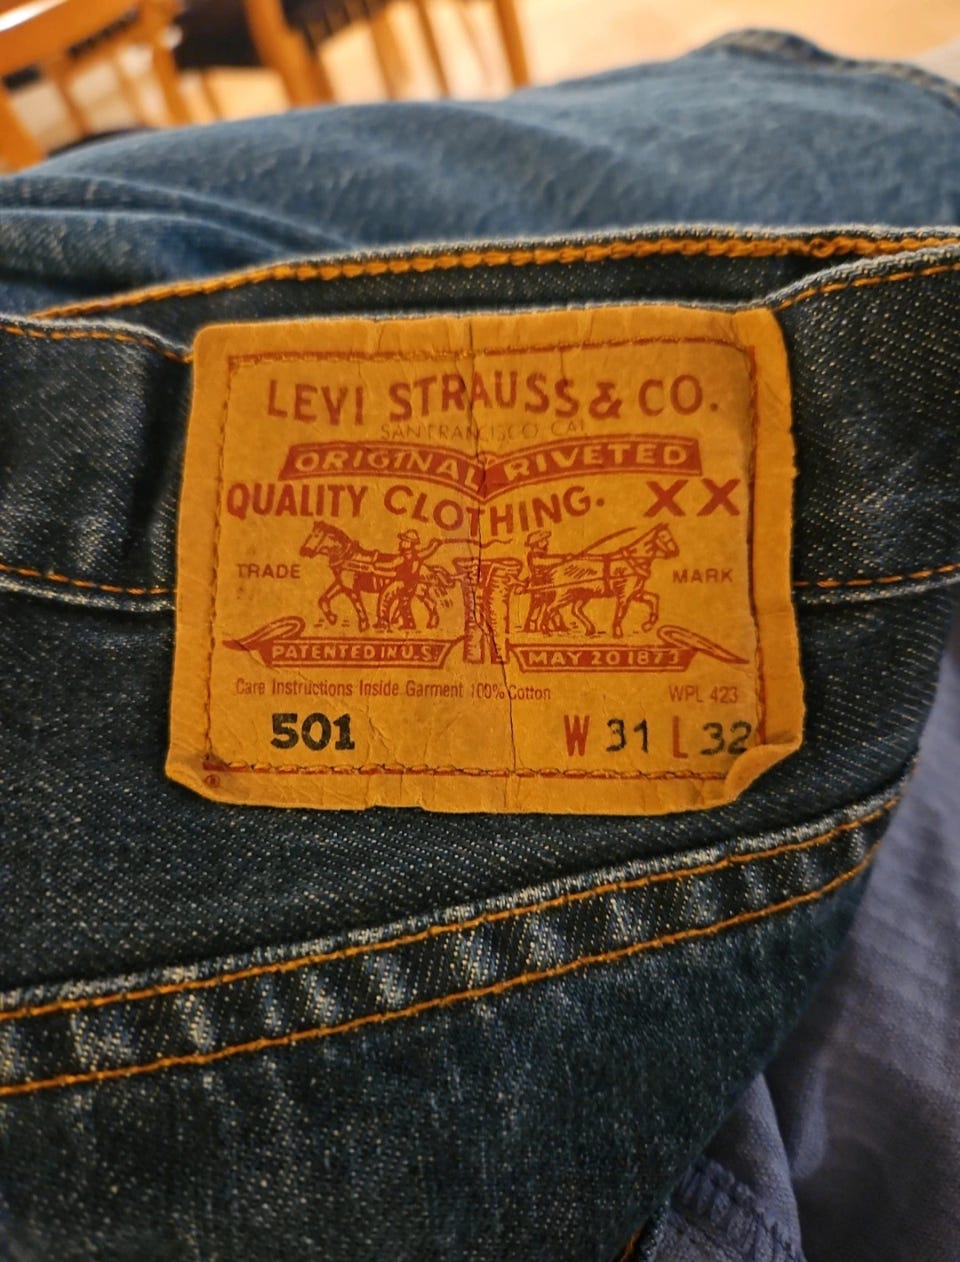 LEVI STRAUSS & CO.
SAN FRANCISCO CAL
ORIGINAL RIVETED
QUALITY CLOTHING. XX
TRADE MARK
PATENTED IN U.S. MAY 20 1873
Care Instructions Inside Garment 100% Cotton WPL 423
501 W 31 L 32
®